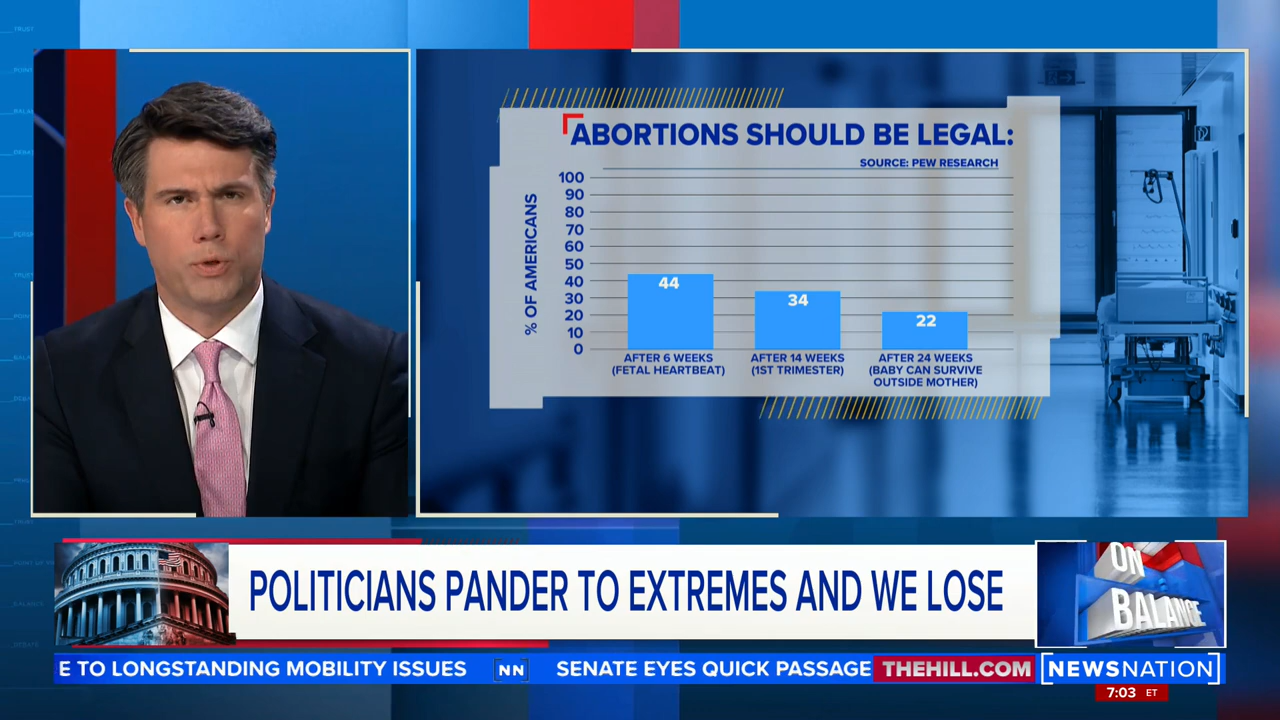 ABORTIONS SHOULD BE LEGAL:
SOURCE: PEW RESEARCH
% OF AMERICANS
100
90
80
70
60
50
40
30
20
10
0
44
34
22
AFTER 6 WEEKS
(FETAL HEARTBEAT)
AFTER 14 WEEKS
(1ST TRIMESTER)
AFTER 24 WEEKS
(BABY CAN SURVIVE
OUTSIDE MOTHER)
POLITICIANS PANDER TO EXTREMES AND WE LOSE
ON
BALANCE
E TO LONGSTANDING MOBILITY ISSUES NN SENATE EYES QUICK PASSAGE THEHILL.COM NEWSNATION
7:03 ET